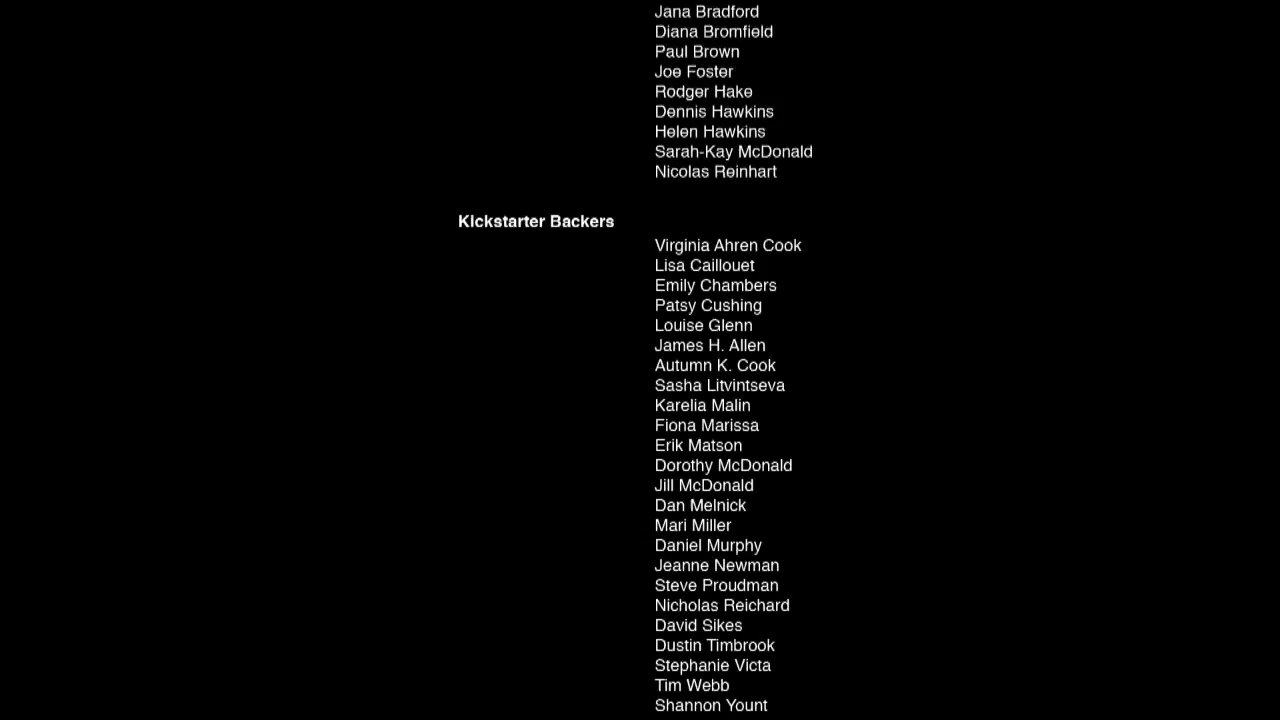 Jana Bradford
Diana Bromfield
Paul Brown
Joe Foster
Rodger Hake
Dennis Hawkins
Helen Hawkins
Sarah-Kay McDonald
Nicolas Reinhart
KIckstarter Backers
Virginia Ahren Cook
Lisa Caillouet
Emily Chambers
Patsy Cushing
Louise Glenn
James H. Allen
Autumn K. Cook
Sasha Litvintseva
Karelia Malin
Fiona Marissa
Erik Matson
Dorothy McDonald
Jill McDonald
Dan Melnick
Mari Miller
Daniel Murphy
Jeanne Newman
Steve Proudman
Nicholas Reichard
David Sikes
Dustin Timbrook
Stephanie Victa
Tim Webb
Shannon Yount